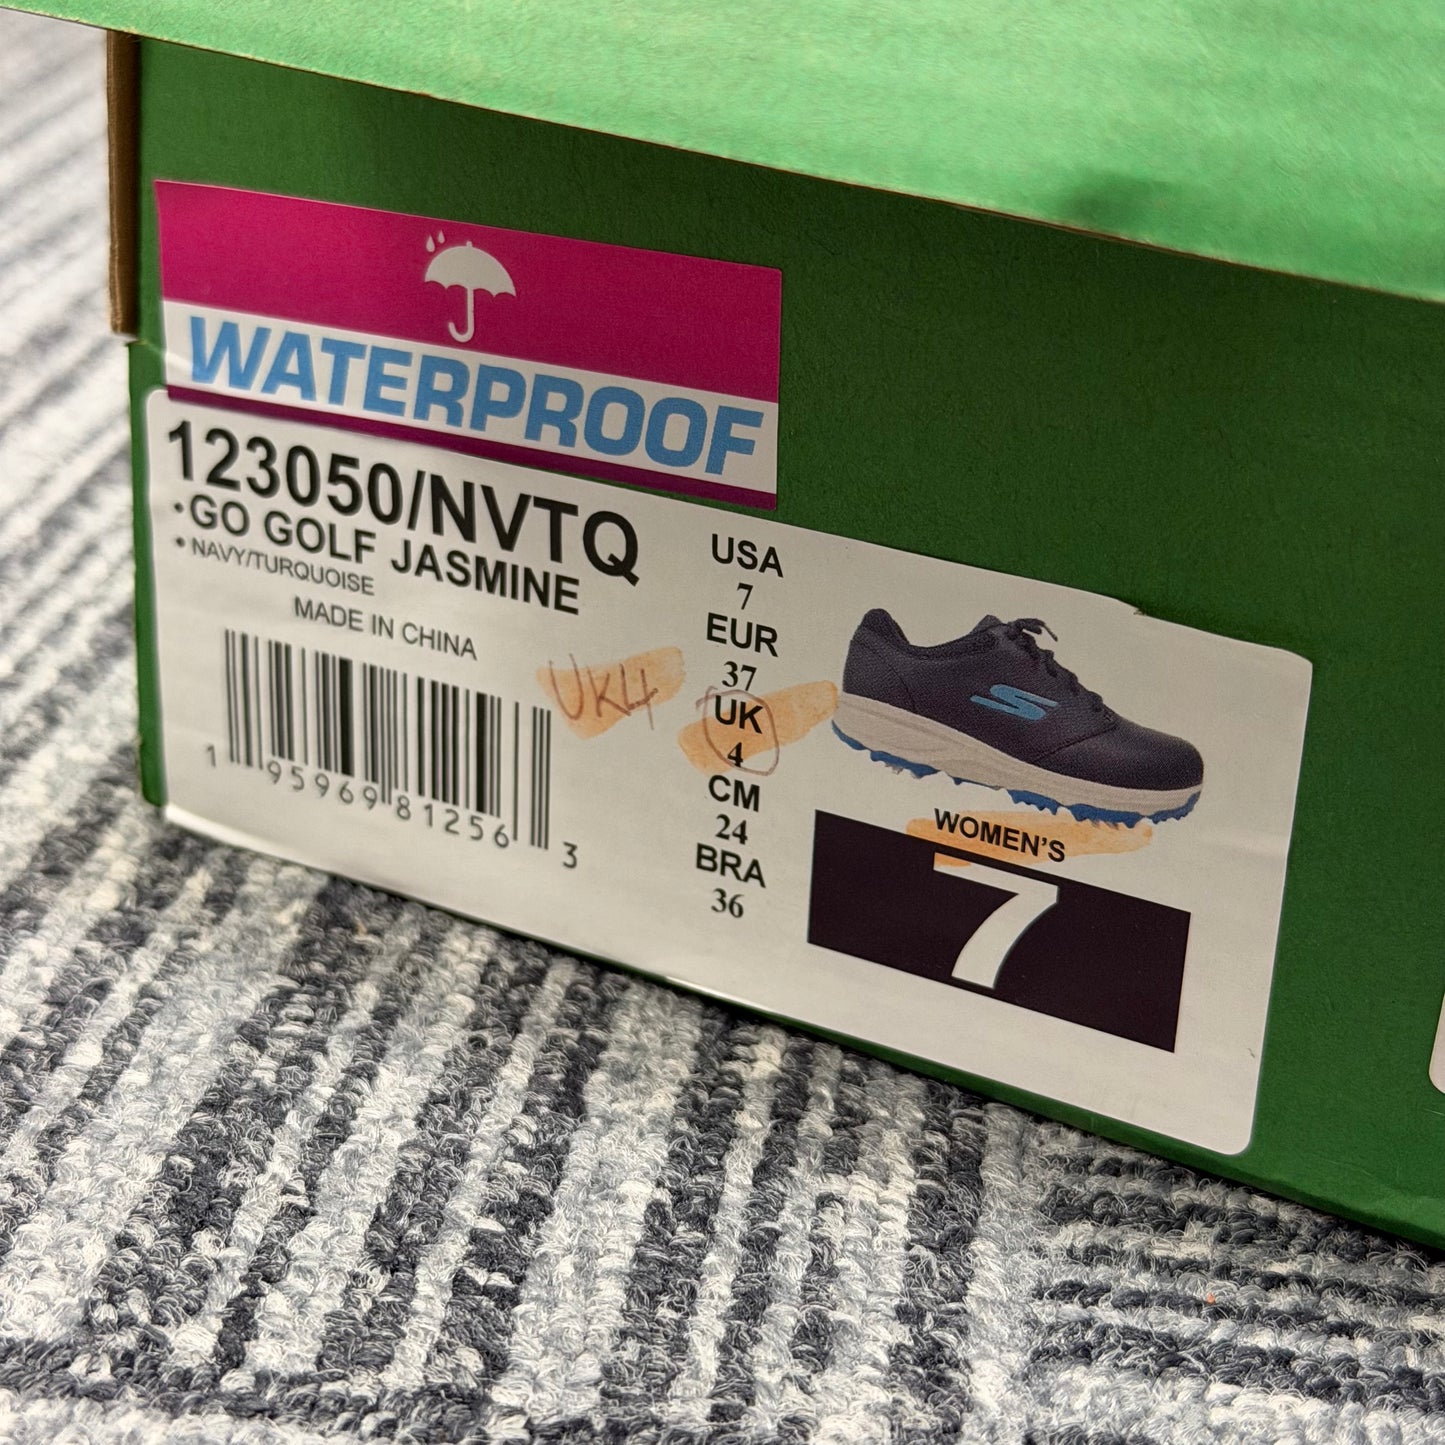 WATERPROOF
123050/NVTQ
•GO GOLF JASMINE
• NAVY/TURQUOISE
MADE IN CHINA
1 95969 81256 3
UK4
USA
7
EUR
37
UK
4
CM
24
BRA
36
WOMEN'S
7